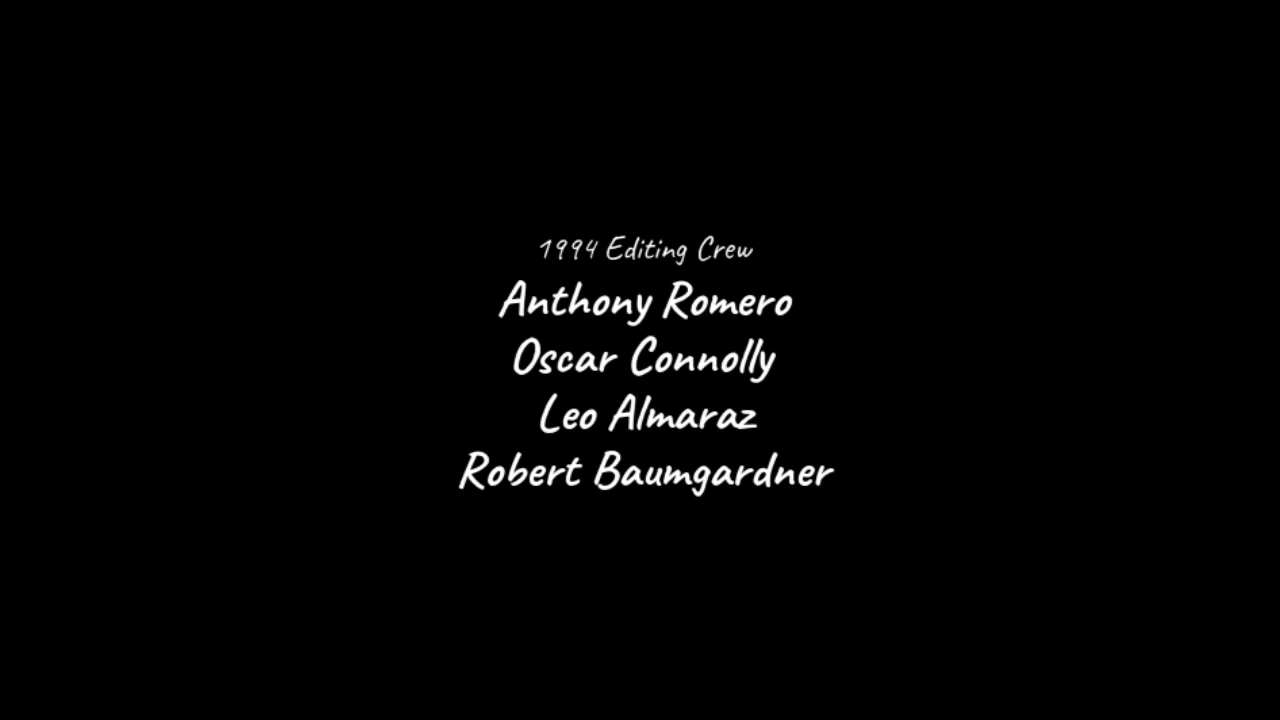 1994 Editing Crew
Anthony Romero
Oscar Connolly
Leo Almaraz
Robert Baumgardner